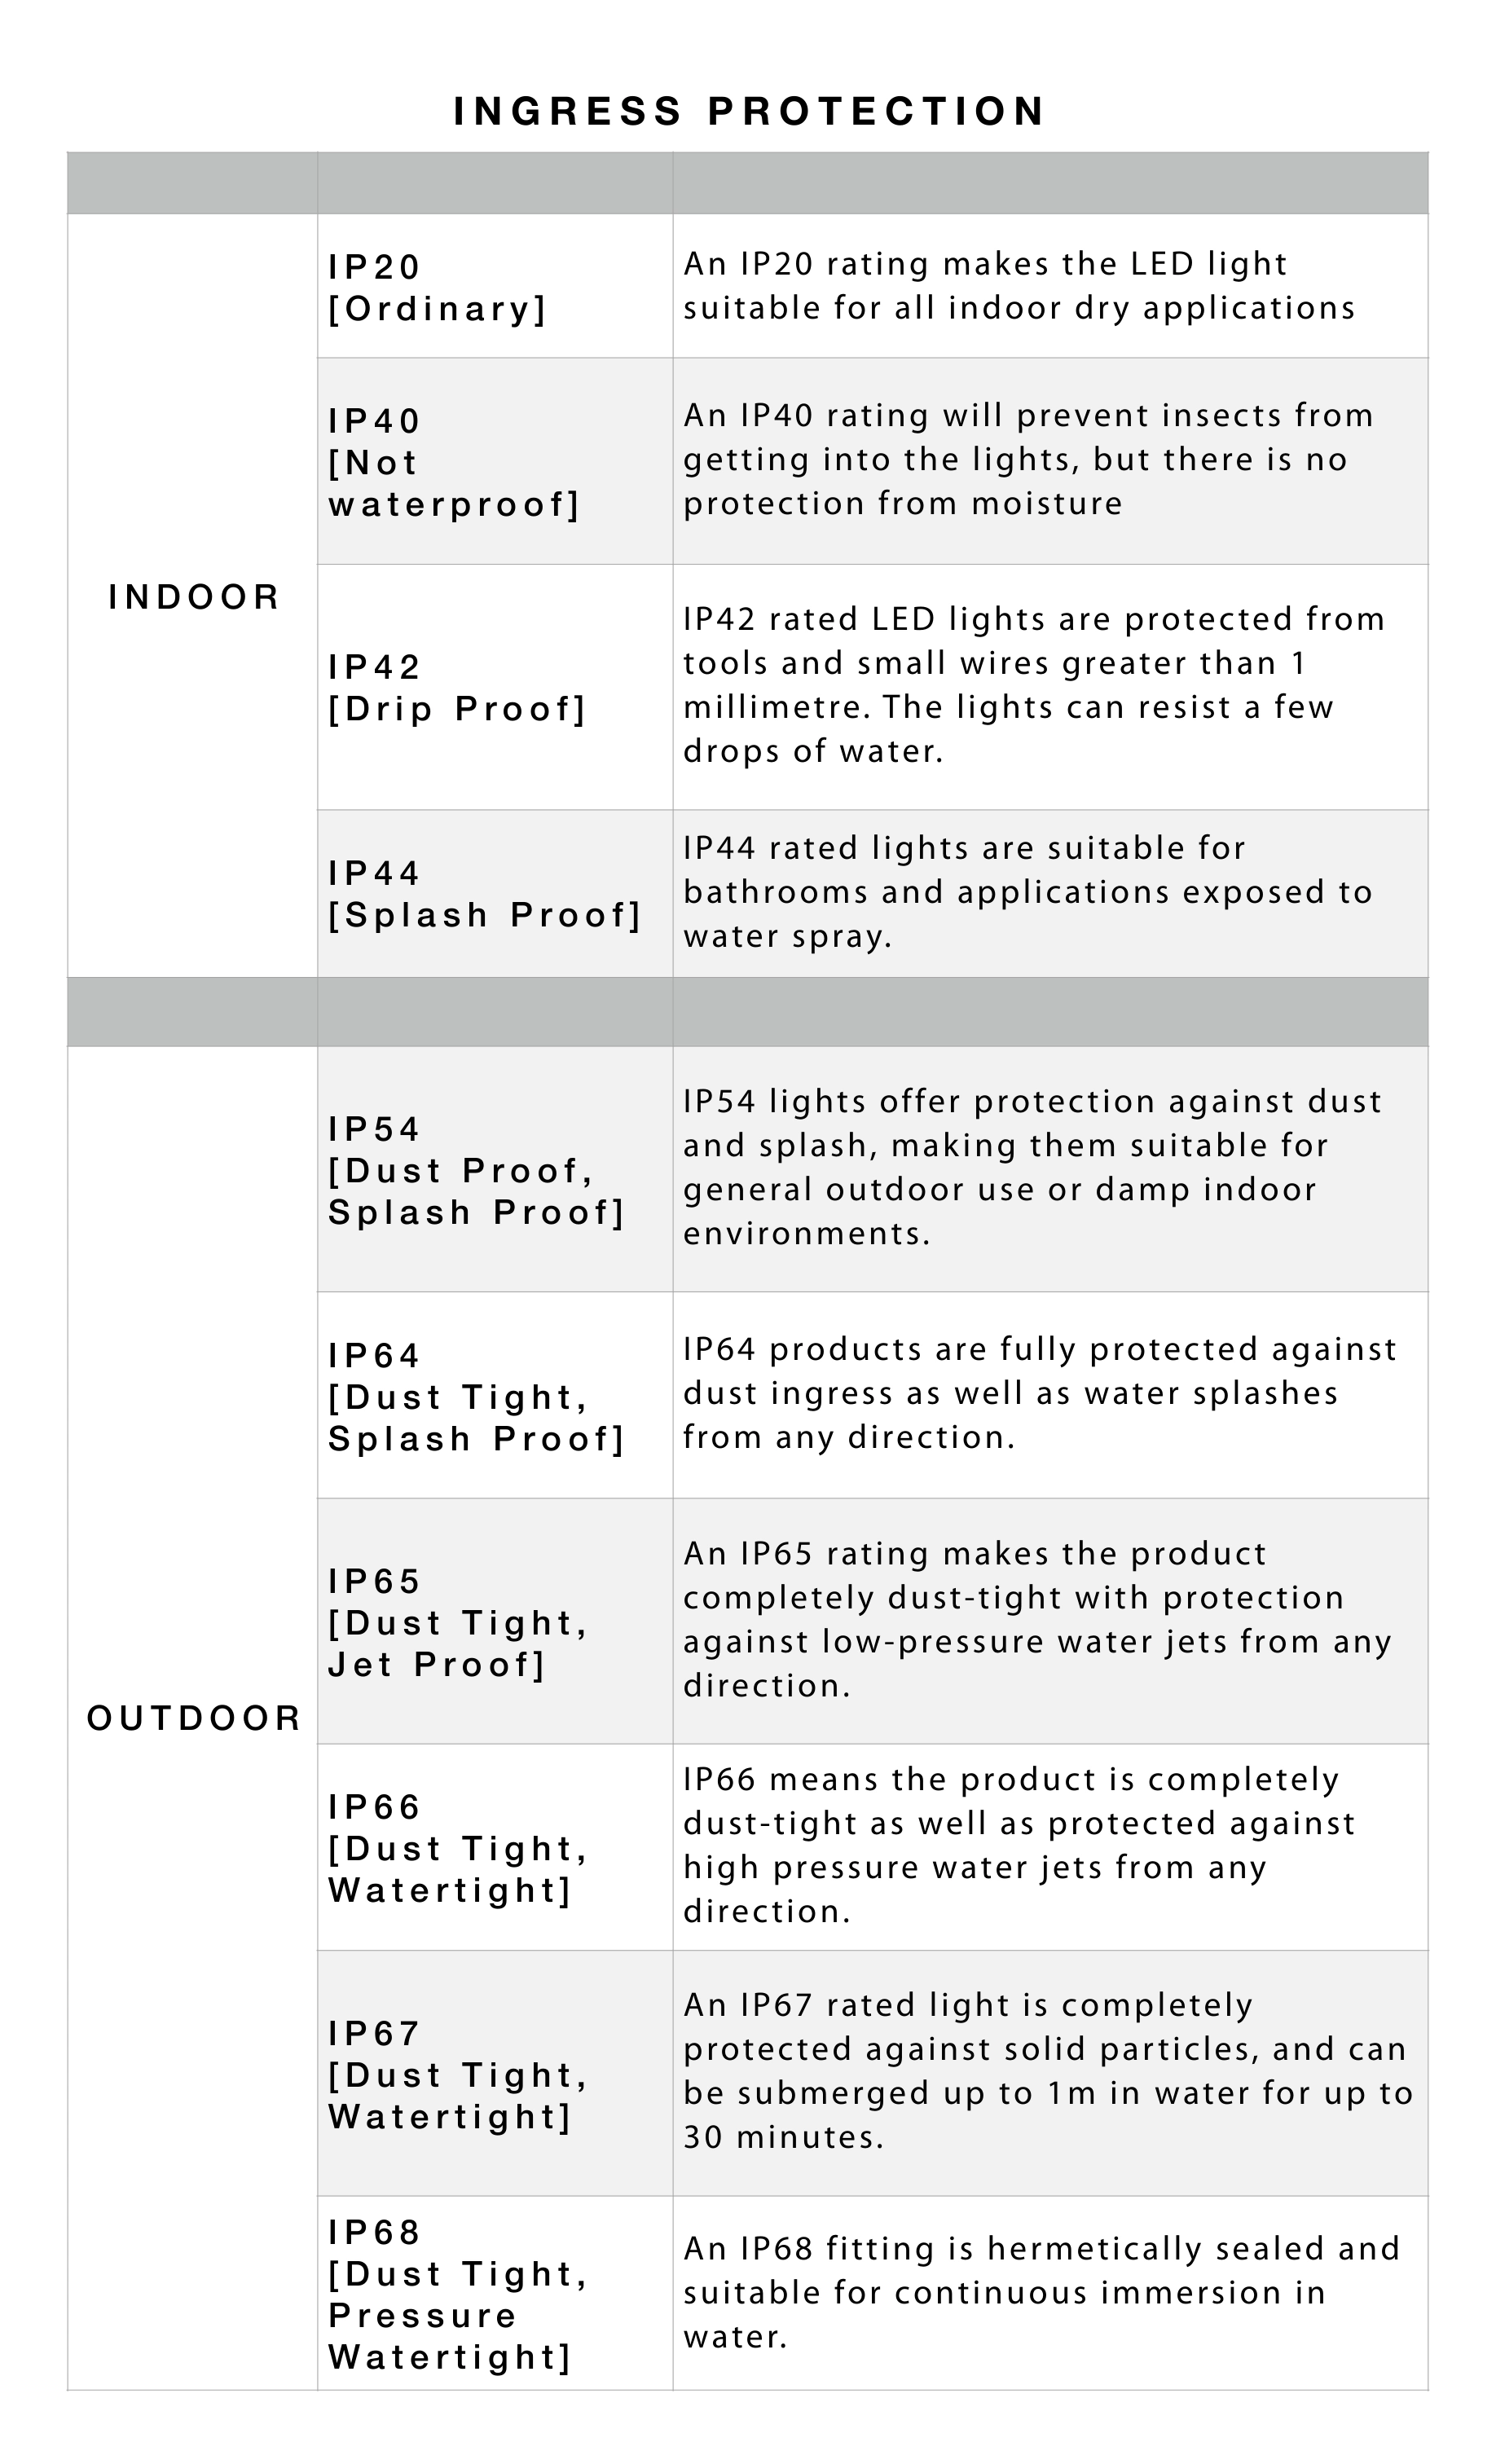 INGRESS PROTECTION
INDOOR
IP20
[Ordinary]
An IP20 rating makes the LED light
suitable for all indoor dry applications
IP40
[Not
waterproof]
An IP40 rating will prevent insects from
getting into the lights, but there is no
protection from moisture
IP42
[Drip Proof]
IP42 rated LED lights are protected from
tools and small wires greater than 1
millimetre. The lights can resist a few
drops of water.
IP44
[Splash Proof]
IP44 rated lights are suitable for
bathrooms and applications exposed to
water spray.
OUTDOOR
IP54
[Dust Proof,
Splash Proof]
IP54 lights offer protection against dust
and splash, making them suitable for
general outdoor use or damp indoor
environments.
IP64
[Dust Tight,
Splash Proof]
IP64 products are fully protected against
dust ingress as well as water splashes
from any direction.
IP65
[Dust Tight,
Jet Proof]
An IP65 rating makes the product
completely dust-tight with protection
against low-pressure water jets from any
direction.
IP66
[Dust Tight,
Watertight]
IP66 means the product is completely
dust-tight as well as protected against
high pressure water jets from any
direction.
IP67
[Dust Tight,
Watertight]
An IP67 rated light is completely
protected against solid particles, and can
be submerged up to 1m in water for up to
30 minutes.
IP68
[Dust Tight,
Pressure
Watertight]
An IP68 fitting is hermetically sealed and
suitable for continuous immersion in
water.